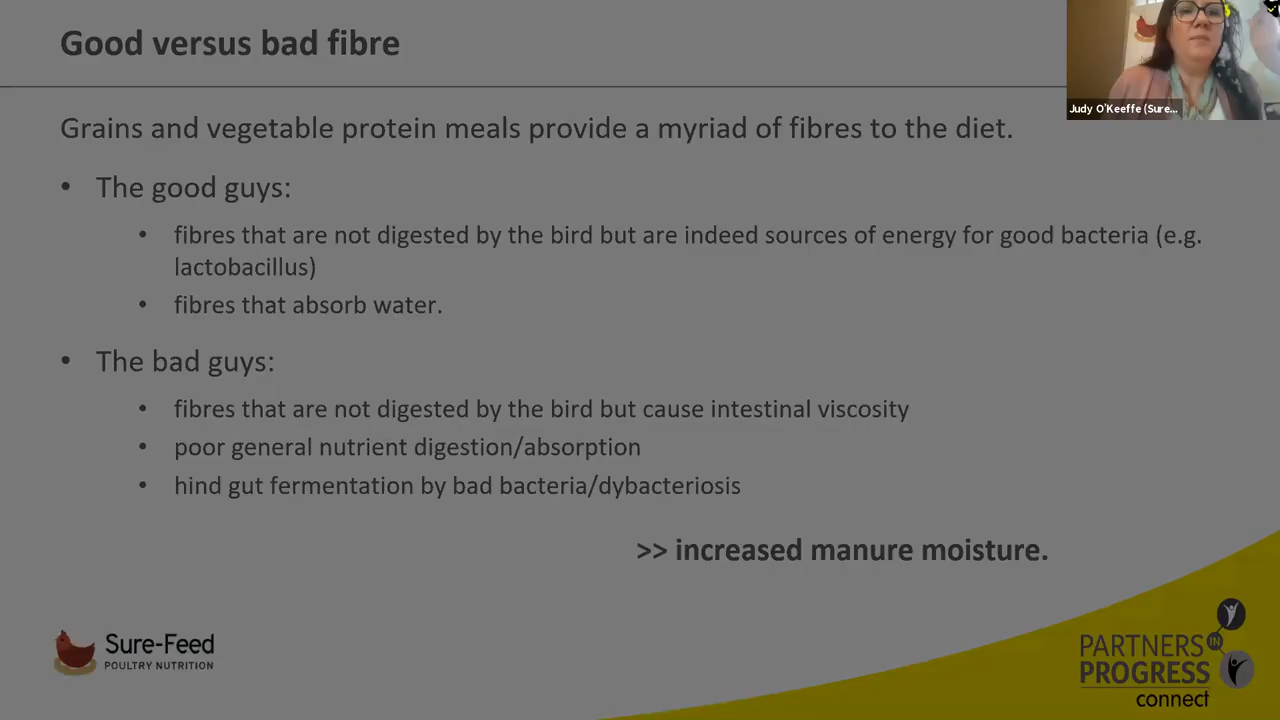 Good versus bad fibre
Judy O'Keeffe (Sure...
Grains and vegetable protein meals provide a myriad of fibres to the diet.
• The good guys:
• fibres that are not digested by the bird but are indeed sources of energy for good bacteria (e.g.
lactobacillus)
• fibres that absorb water.
• The bad guys:
• fibres that are not digested by the bird but cause intestinal viscosity
• poor general nutrient digestion/absorption
• hind gut fermentation by bad bacteria/dybacteriosis
>> increased manure moisture.
Sure-Feed
POULTRY NUTRITION
PARTNERS IN
PROGRESS
connect